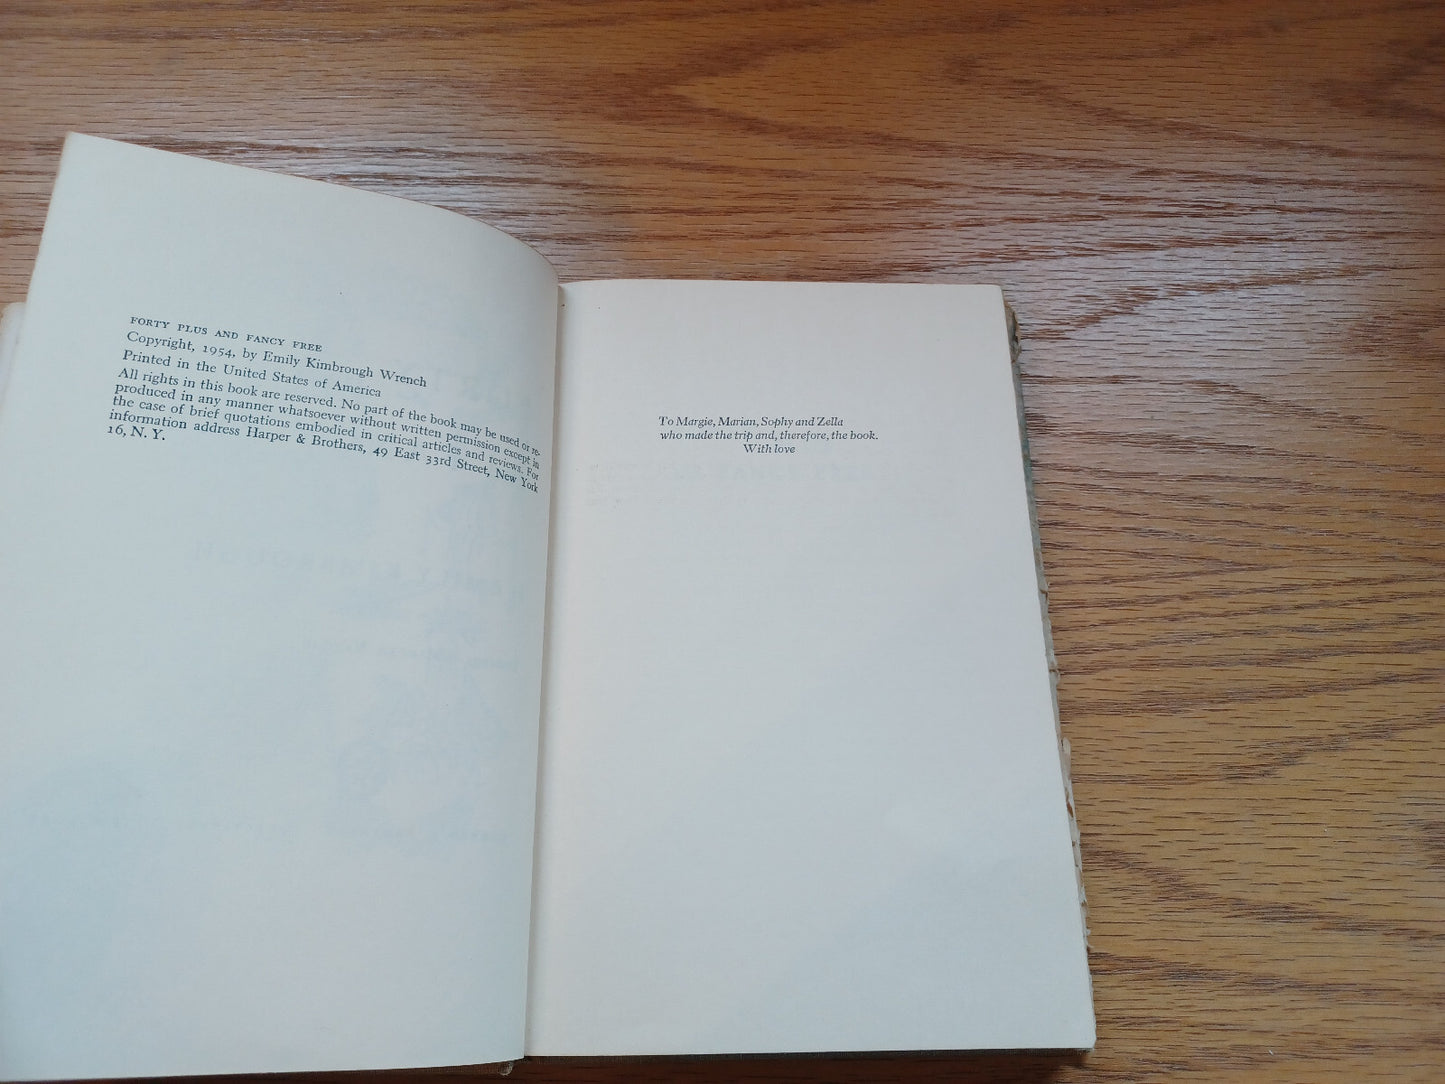 FORTY PLUS AND FANCY FREE
Copyright, 1954, by Emily Kimbrough Wrench
Printed in the United States of America
All rights in this book are reserved. No part of the book may be used or re-
produced in any manner whatsoever without written permission except in
the case of brief quotations embodied in critical articles and reviews. For
information address Harper & Brothers, 49 East 33rd Street, New York
16, N. Y.
To Margie, Marian, Sophy and Zella
who made the trip and, therefore, the book.
With love